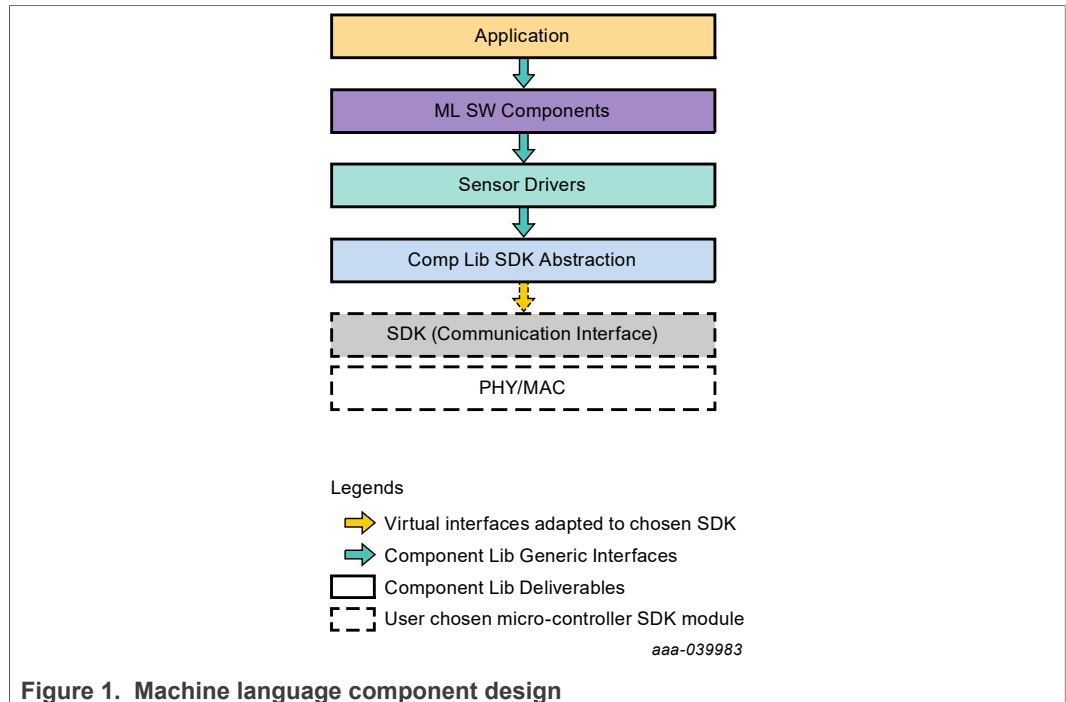 Application
ML SW Components
Sensor Drivers
Comp Lib SDK Abstraction
SDK (Communication Interface)
PHY/MAC
Legends
Virtual interfaces adapted to chosen SDK
Component Lib Generic Interfaces
Component Lib Deliverables
User chosen micro-controller SDK module
aaa-039983
Figure 1. Machine language component design